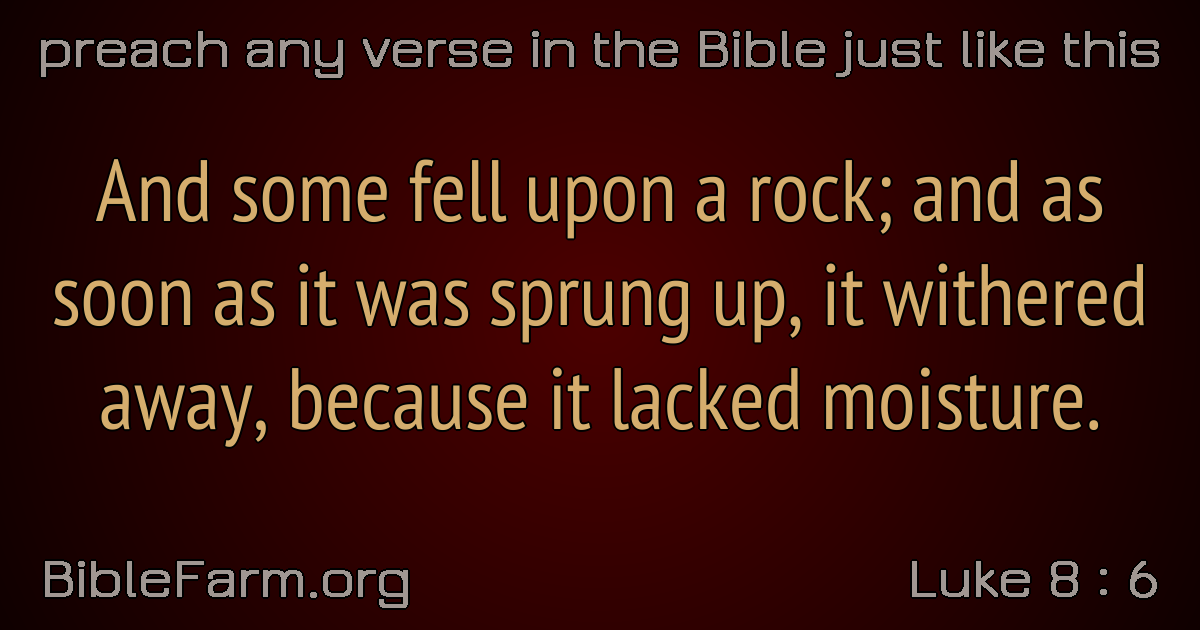 preach any verse in the Bible just like this
And some fell upon a rock; and as
soon as it was sprung up, it withered
away, because it lacked moisture.
BibleFarm.org
Luke 8 : 6